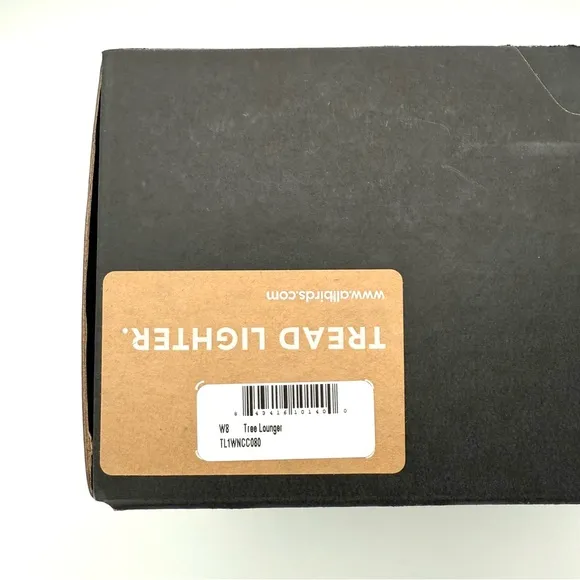 www.allbirds.com
TREAD LIGHTER.
W8 Tree Lounger
TL1WNCC080